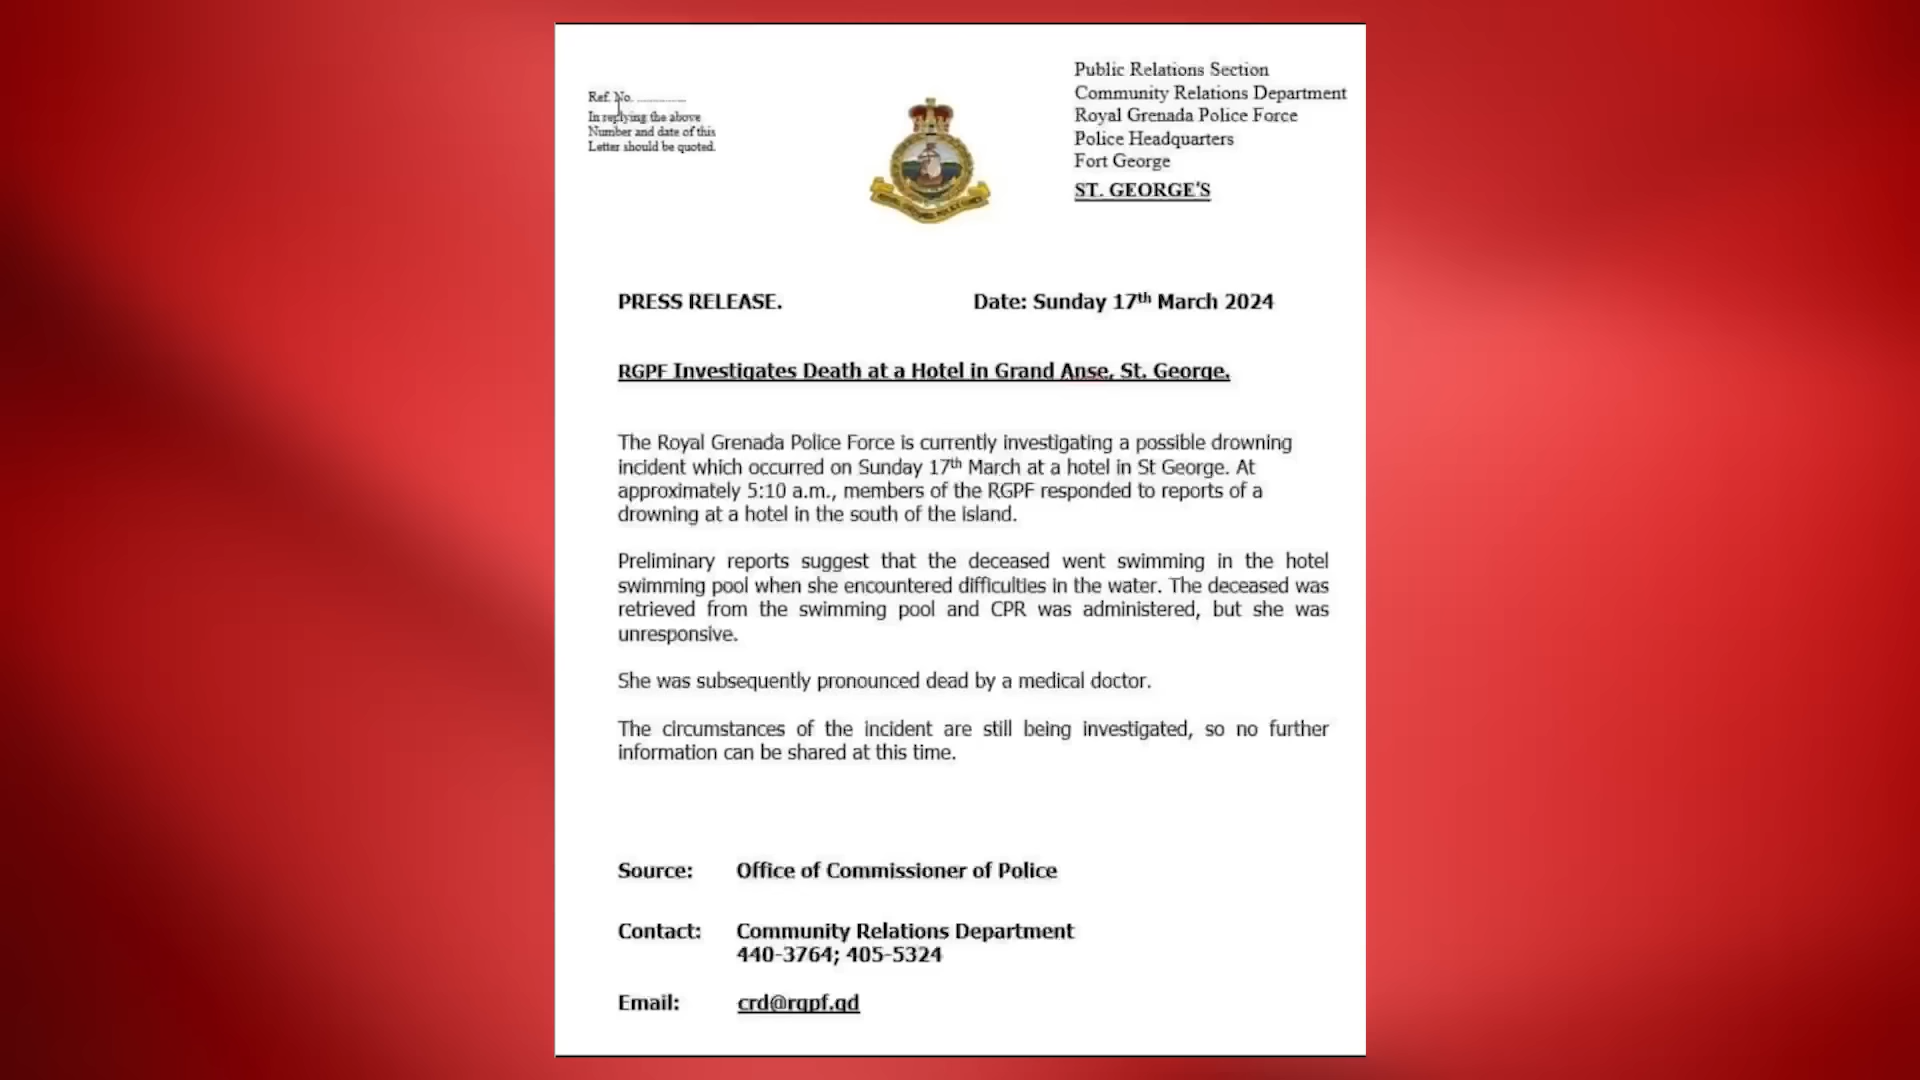 Ref. No. ..................
In replying the above
Number and date of this
Letter should be quoted.
Public Relations Section
Community Relations Department
Royal Grenada Police Force
Police Headquarters
Fort George
ST. GEORGE'S
PRESS RELEASE. Date: Sunday 17th March 2024
RGPF Investigates Death at a Hotel in Grand Anse, St. George.
The Royal Grenada Police Force is currently investigating a possible drowning
incident which occurred on Sunday 17th March at a hotel in St George. At
approximately 5:10 a.m., members of the RGPF responded to reports of a
drowning at a hotel in the south of the island.
Preliminary reports suggest that the deceased went swimming in the hotel
swimming pool when she encountered difficulties in the water. The deceased was
retrieved from the swimming pool and CPR was administered, but she was
unresponsive.
She was subsequently pronounced dead by a medical doctor.
The circumstances of the incident are still being investigated, so no further
information can be shared at this time.
Source: Office of Commissioner of Police
Contact: Community Relations Department
440-3764; 405-5324
Email: crd@rgpf.gd